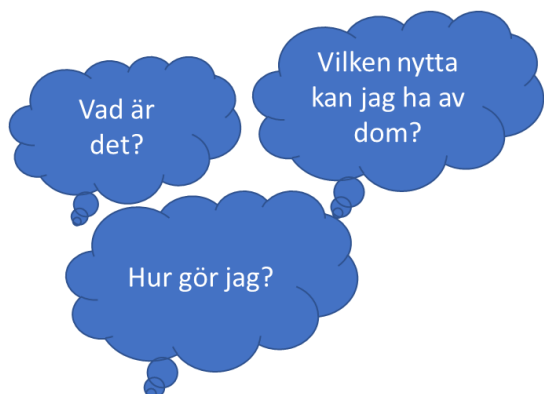 Vad är
det?
Vilken nytta
kan jag ha av
dom?
Hur gör jag?